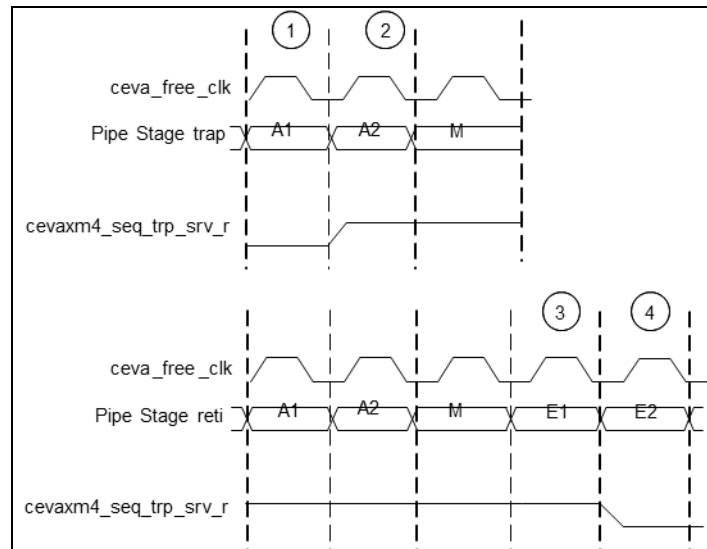 1 2
ceva_free_clk
Pipe Stage trap A1 A2 M
cevaxm4_seq_trp_srv_r
3 4
ceva_free_clk
Pipe Stage reti A1 A2 M E1 E2
cevaxm4_seq_trp_srv_r